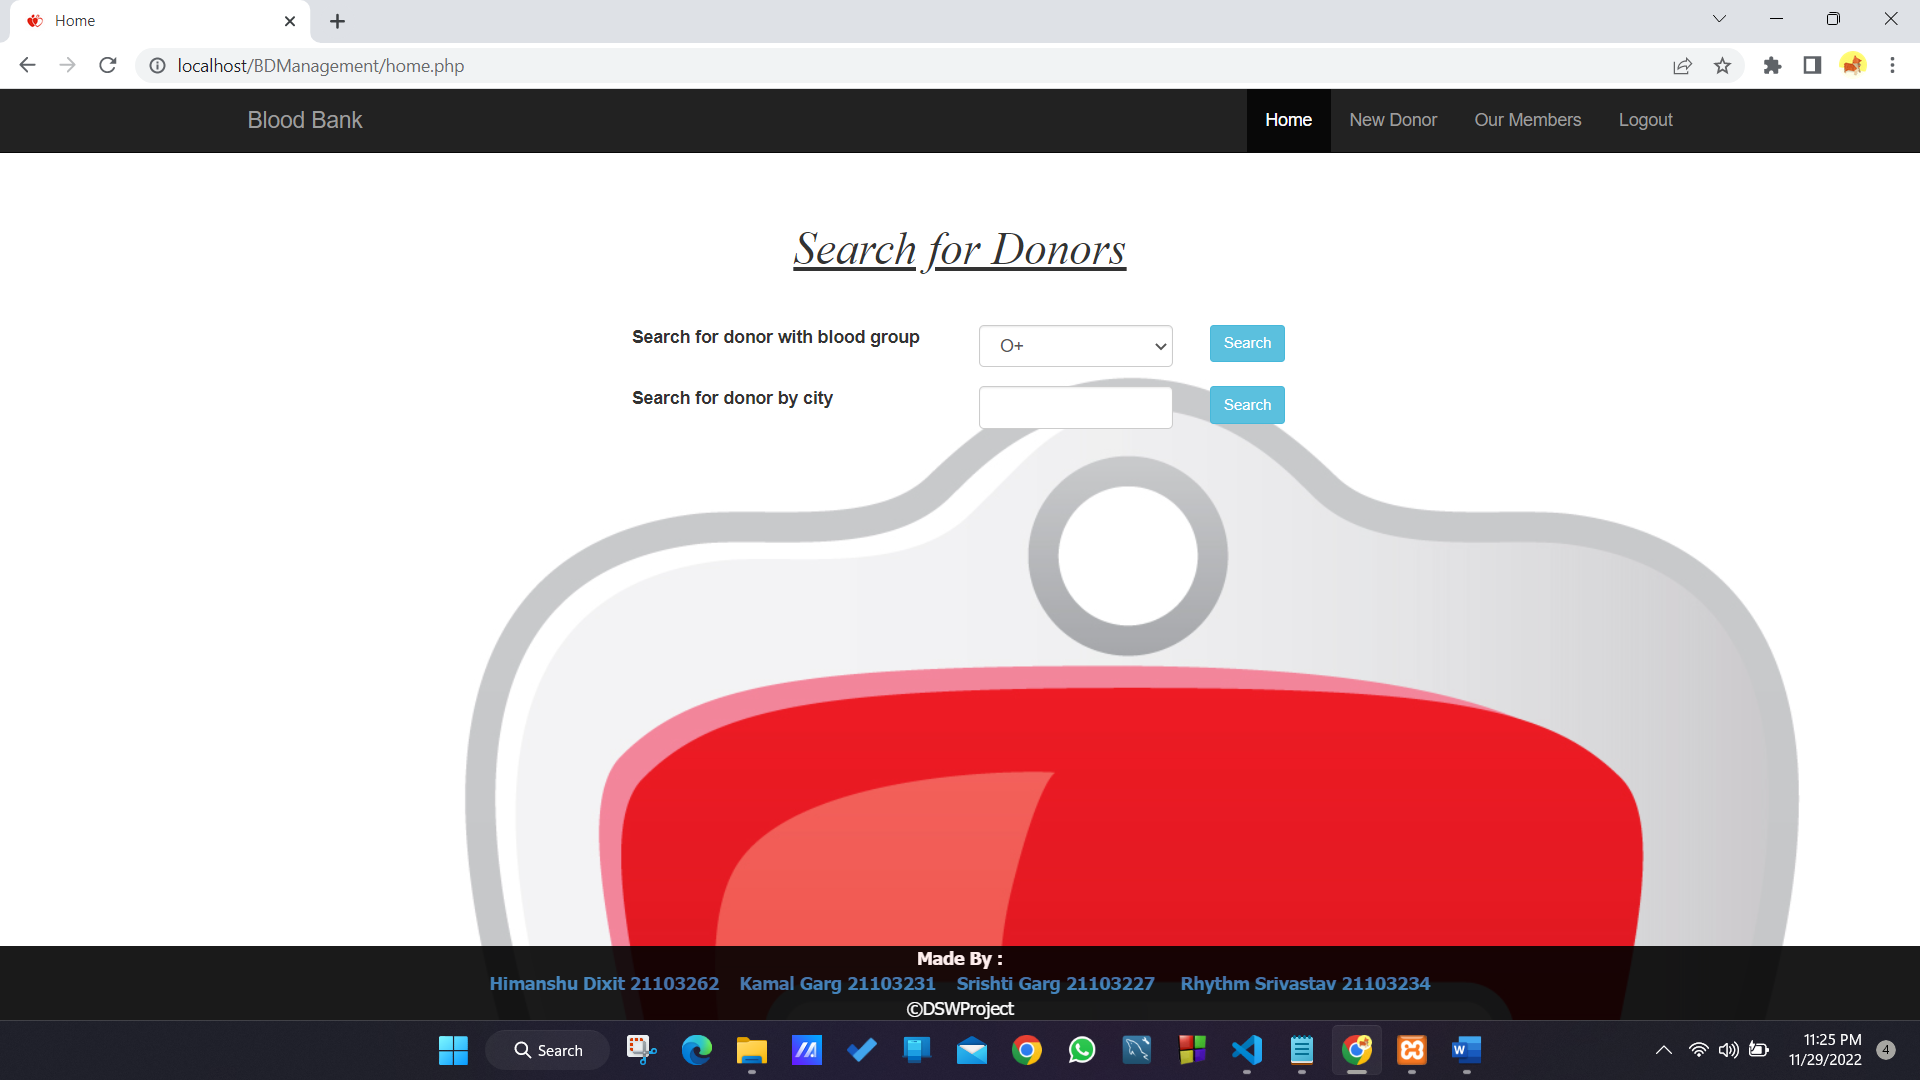 Home
localhost/BDManagement/home.php
Blood Bank
Home New Donor Our Members Logout
Search for Donors
Search for donor with blood group O+ Search
Search for donor by city Search
Made By :
Himanshu Dixit 21103262 Kamal Garg 21103231 Srishti Garg 21103227 Rhythm Srivastav 21103234
©DSWProject
Search
11:25 PM
11/29/2022
4